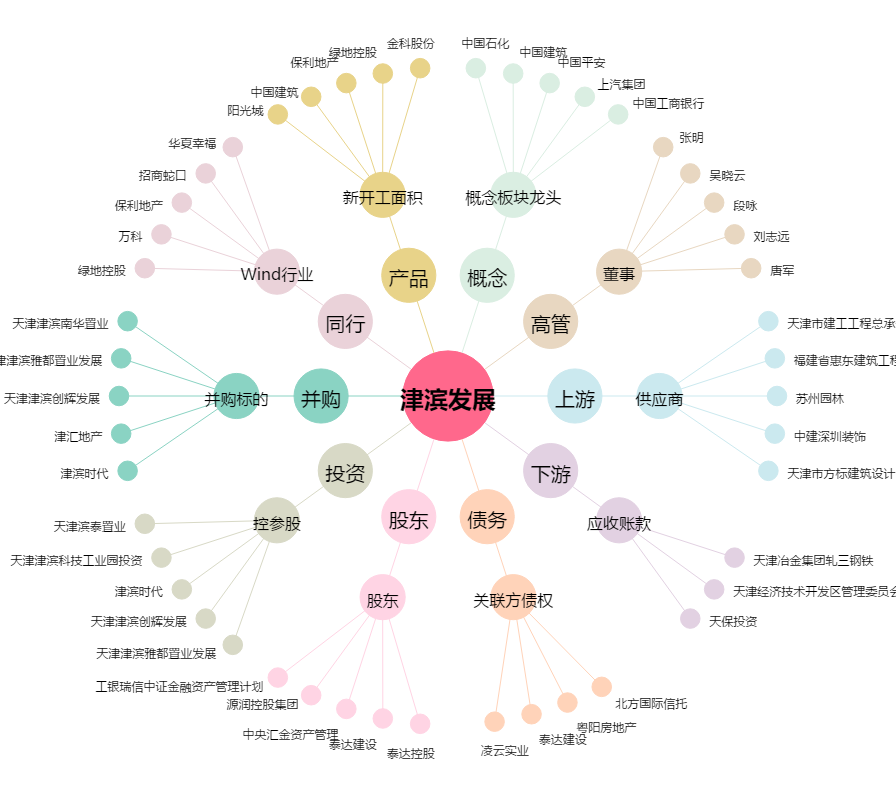 金科股份
绿地控股
保利地产
中国建筑
阳光城
新开工面积
产品
中国石化
中国建筑
中国平安
上汽集团
中国工商银行
概念板块龙头
概念
华夏幸福
招商蛇口
保利地产
万科
绿地控股
Wind行业
同行
张明
吴晓云
段咏
刘志远
唐军
董事
高管
天津津滨南华置业
津津滨雅都置业发展
天津津滨创辉发展
津汇地产
津滨时代
并购标的
并购
津滨发展
上游
供应商
天津市建工工程总承
福建省惠东建筑工程
苏州园林
中建深圳装饰
天津市方标建筑设计
投资
控参股
天津滨泰置业
天津津滨科技工业园投资
津滨时代
天津津滨创辉发展
天津津滨雅都置业发展
下游
应收账款
天津冶金集团轧三钢铁
天津经济技术开发区管理委员会
天保投资
股东
股东
工银瑞信中证金融资产管理计划
源润控股集团
中央汇金资产管理
泰达建设
泰达控股
债务
关联方债权
北方国际信托
粤阳房地产
泰达建设
凌云实业